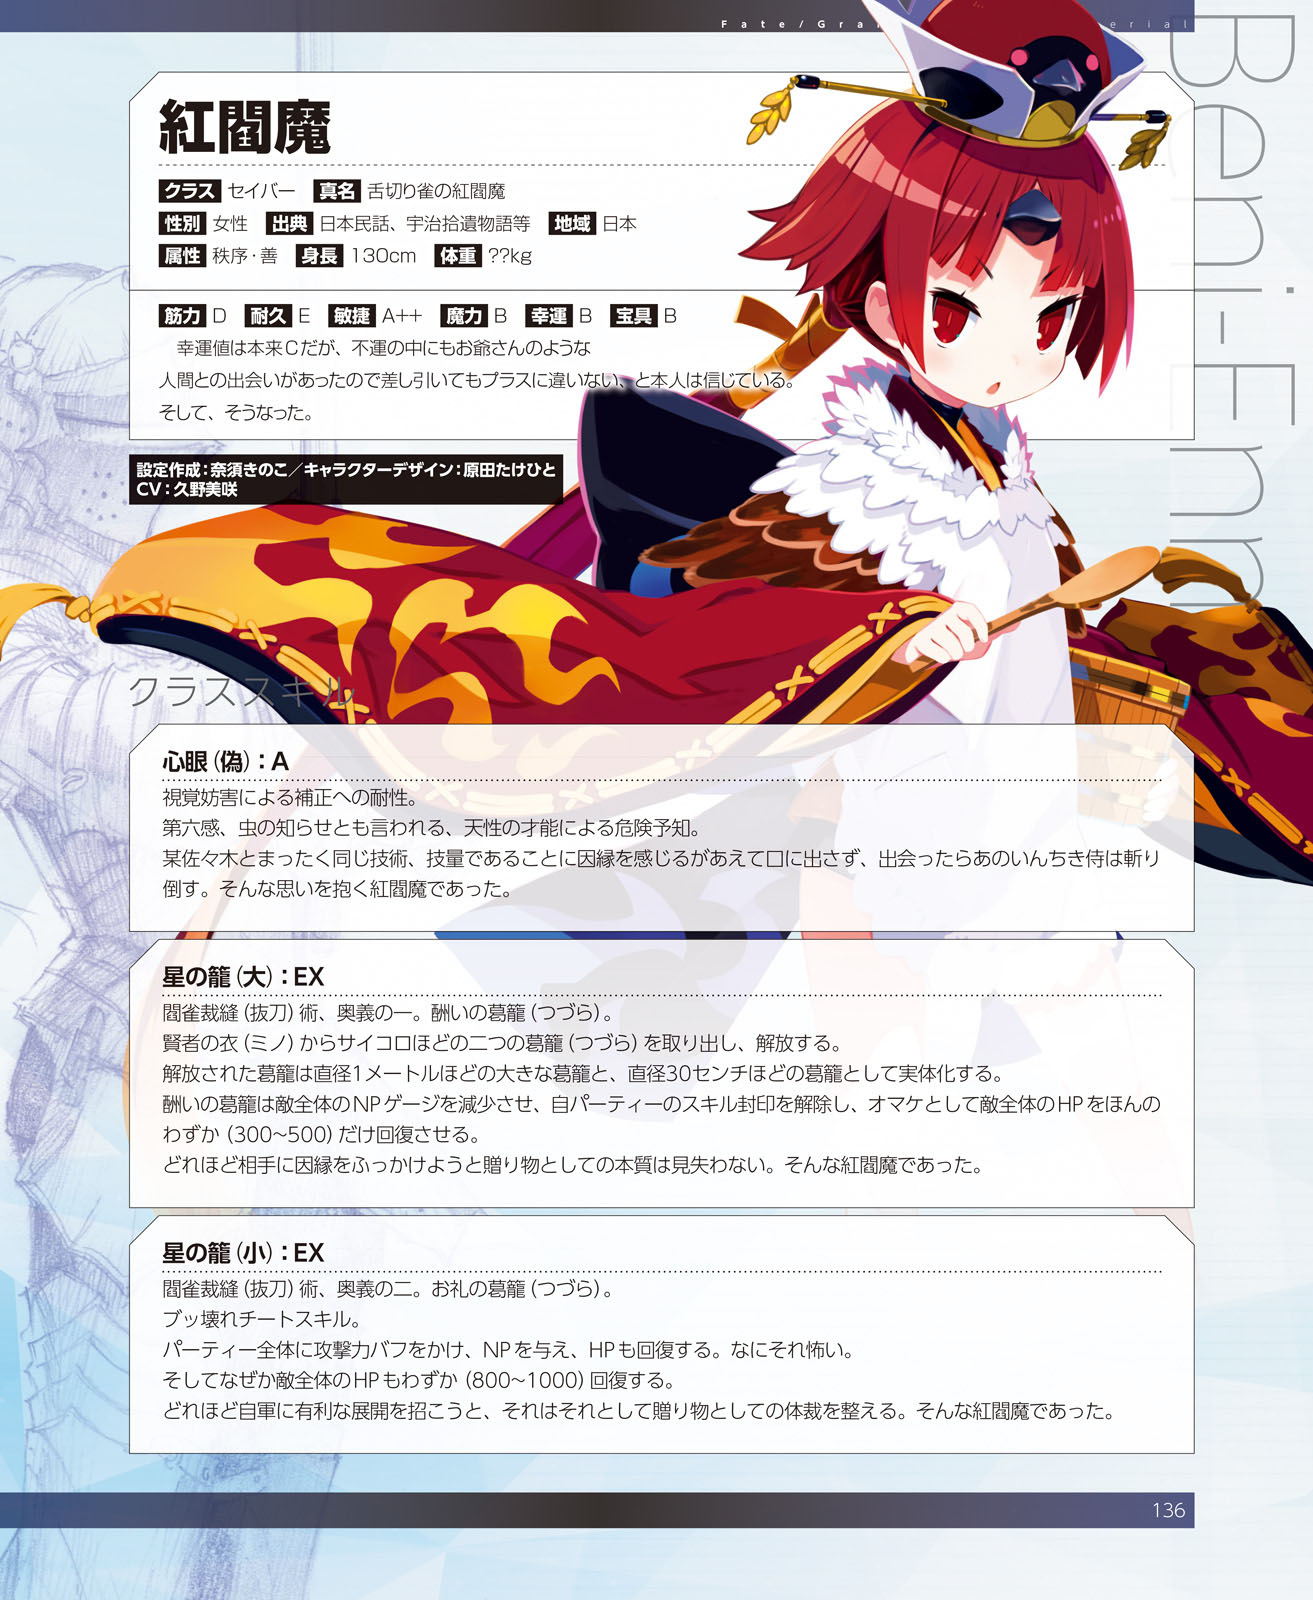 Fate/Gra
erial
Beni-Enn
紅閻魔
クラス セイバー 真名 舌切り雀の紅閻魔
性別 女性 出典 日本民話、宇治拾遺物語等 地域 日本
属性 秩序・善 身長 130cm 体重 ??kg
筋力 D 耐久 E 敏捷 A++ 魔力 B 幸運 B 宝具 B
幸運値は本来Cだが、不運の中にもお爺さんのような
人間との出会いがあったので差し引いてもプラスに違いない、と本人は信じている。
そして、そうなった。
設定作成：奈須きのこ／キャラクターデザイン：原田たけひと
CV：久野美咲
クラススキル
心眼（偽）：A
視覚妨害による補正への耐性。
第六感、虫の知らせとも言われる、天性の才能による危険予知。
某佐々木とまったく同じ技術、技量であることに因縁を感じるがあえて口に出さず、出会ったらあのいんちき侍は斬り
倒す。そんな思いを抱く紅閻魔であった。
星の籠（大）：EX
閻雀裁縫（抜刀）術、奥義の一。酬いの葛籠（つづら）。
賢者の衣（ミノ）からサイコロほどの二つの葛籠（つづら）を取り出し、解放する。
解放された葛籠は直径1メートルほどの大きな葛籠と、直径30センチほどの葛籠として実体化する。
酬いの葛籠は敵全体のNPゲージを減少させ、自パーティーのスキル封印を解除し、オマケとして敵全体のHPをほんの
わずか（300～500）だけ回復させる。
どれほど相手に因縁をふっかけようと贈り物としての本質は見失わない。そんな紅閻魔であった。
星の籠（小）：EX
閻雀裁縫（抜刀）術、奥義の二。お礼の葛籠（つづら）。
ブッ壊れチートスキル。
パーティー全体に攻撃力バフをかけ、NPを与え、HPも回復する。なにそれ怖い。
そしてなぜか敵全体のHPもわずか（800～1000）回復する。
どれほど自軍に有利な展開を招こうと、それはそれとして贈り物としての体裁を整える。そんな紅閻魔であった。
136